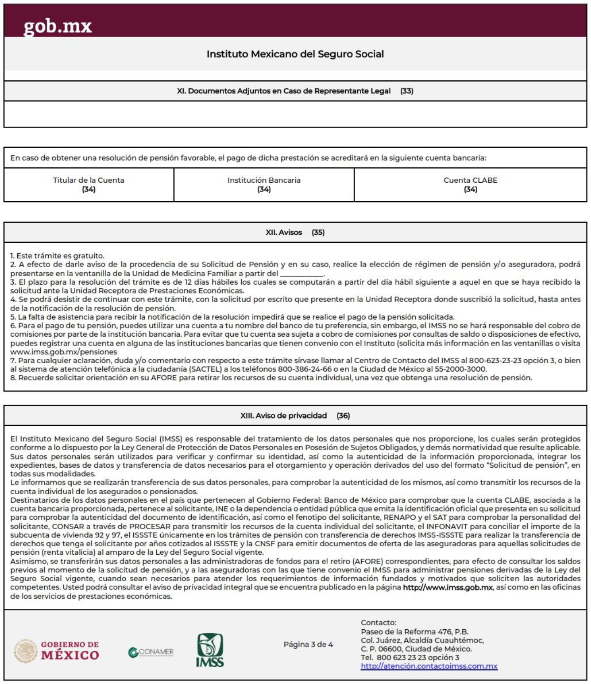 gob.mx
Instituto Mexicano del Seguro Social
XI. Documentos Adjuntos en Caso de Representante Legal (33)
En caso de obtener una resolución de pensión favorable, el pago de dicha prestación se acreditará en la siguiente cuenta bancaria:
Titular de la Cuenta
(34)
Institución Bancaria
(34)
Cuenta CLABE
(34)
XII. Avisos (35)
1. Este trámite es gratuito.
2. A efecto de darle aviso de la procedencia de su Solicitud de Pensión y en su caso, realice la elección de régimen de pensión y/o aseguradora, podrá
presentarse en la ventanilla de la Unidad de Medicina Familiar a partir del ____________.
3. El plazo para la resolución del trámite es de 12 días hábiles los cuales se computarán a partir del día hábil siguiente a aquel en que se haya recibido la
solicitud ante la Unidad Receptora de Prestaciones Económicas.
4. Se podrá desistir de continuar con este trámite, con la solicitud por escrito que presente en la Unidad Receptora donde suscribió la solicitud, hasta antes
de la notificación de la resolución de pensión.
5. La falta de asistencia para recibir la notificación de la resolución impedirá que se realice el pago de la pensión solicitada.
6. Para el pago de tu pensión, puedes utilizar una cuenta a tu nombre del banco de tu preferencia, sin embargo, el IMSS no se hará responsable del cobro de
comisiones por parte de la institución bancaria. Para evitar que tu cuenta sea sujeta a cobro de comisiones por consultas de saldo o disposiciones de efectivo,
puedes registrar una cuenta en alguna de las instituciones bancarias que tienen convenio con el Instituto (solicita más información en las ventanillas o visita
www.imss.gob.mx/pensiones
7. Para cualquier aclaración, duda y/o comentario con respecto a este trámite sírvase llamar al Centro de Contacto del IMSS al 800-623-23-23 opción 3, o bien
al sistema de atención telefónica a la ciudadanía (SACTEL) a los teléfonos 800-386-24-66 o en la Ciudad de México al 55-2000-3000.
8. Recuerde solicitar orientación en su AFORE para retirar los recursos de su cuenta individual, una vez que obtenga una resolución de pensión.
XIII. Aviso de privacidad (36)
El Instituto Mexicano del Seguro Social (IMSS) es responsable del tratamiento de los datos personales que nos proporcione, los cuales serán protegidos
conforme a lo dispuesto por la Ley General de Protección de Datos Personales en Posesión de Sujetos Obligados, y demás normatividad que resulte aplicable.
Sus datos personales serán utilizados para verificar y confirmar su identidad, así como la autenticidad de la información proporcionada, integrar los
expedientes, bases de datos y transferencia de datos necesarios para el otorgamiento y operación derivados del uso del formato "Solicitud de pensión", en
todas sus modalidades.
Le informamos que se realizarán transferencia de sus datos personales, para comprobar la autenticidad de los mismos, así como transmitir los recursos de la
cuenta individual de los asegurados o pensionados.
Destinatarios de los datos personales en el país que pertenecen al Gobierno Federal: Banco de México para comprobar que la cuenta CLABE, asociada a la
cuenta bancaria proporcionada, pertenece al solicitante, INE o la dependencia o entidad pública que emita la identificación oficial que presenta en su solicitud
para comprobar la autenticidad del documento de identificación, así como el fenotipo del solicitante, RENAPO y el SAT para comprobar la personalidad del
solicitante, CONSAR a través de PROCESAR para transmitir los recursos de la cuenta individual del solicitante, el INFONAVIT para conciliar el importe de la
subcuenta de vivienda 92 y 97, el ISSSTE únicamente en los trámites de pensión con transferencia de derechos IMSS-ISSSTE para realizar la transferencia de
derechos que tenga el solicitante por años cotizados al ISSSTE y la CNSF para emitir documentos de oferta de las aseguradoras para aquellas solicitudes de
pensión (renta vitalicia) al amparo de la Ley del Seguro Social vigente.
Asimismo, se transferirán sus datos personales a las administradoras de fondos para el retiro (AFORE) correspondientes, para efecto de consultar los saldos
previos al momento de la solicitud de pensión, y a las aseguradoras con las que tiene convenio el IMSS para administrar pensiones derivadas de la Ley del
Seguro Social vigente, cuando sean necesarios para atender los requerimientos de información fundados y motivados que soliciten las autoridades
competentes. Usted podrá consultar el aviso de privacidad integral que se encuentra publicado en la página http://www.imss.gob.mx, así como en las oficinas
de los servicios de prestaciones económicas.
GOBIERNO DE
MÉXICO
CONAMER
IMSS
Página 3 de 4
Contacto:
Paseo de la Reforma 476, P.B.
Col. Juárez, Alcaldía Cuauhtémoc,
C. P. 06600, Ciudad de México.
Tel. 800 623 23 23 opción 3
http://atención.contactoimss.com.mx